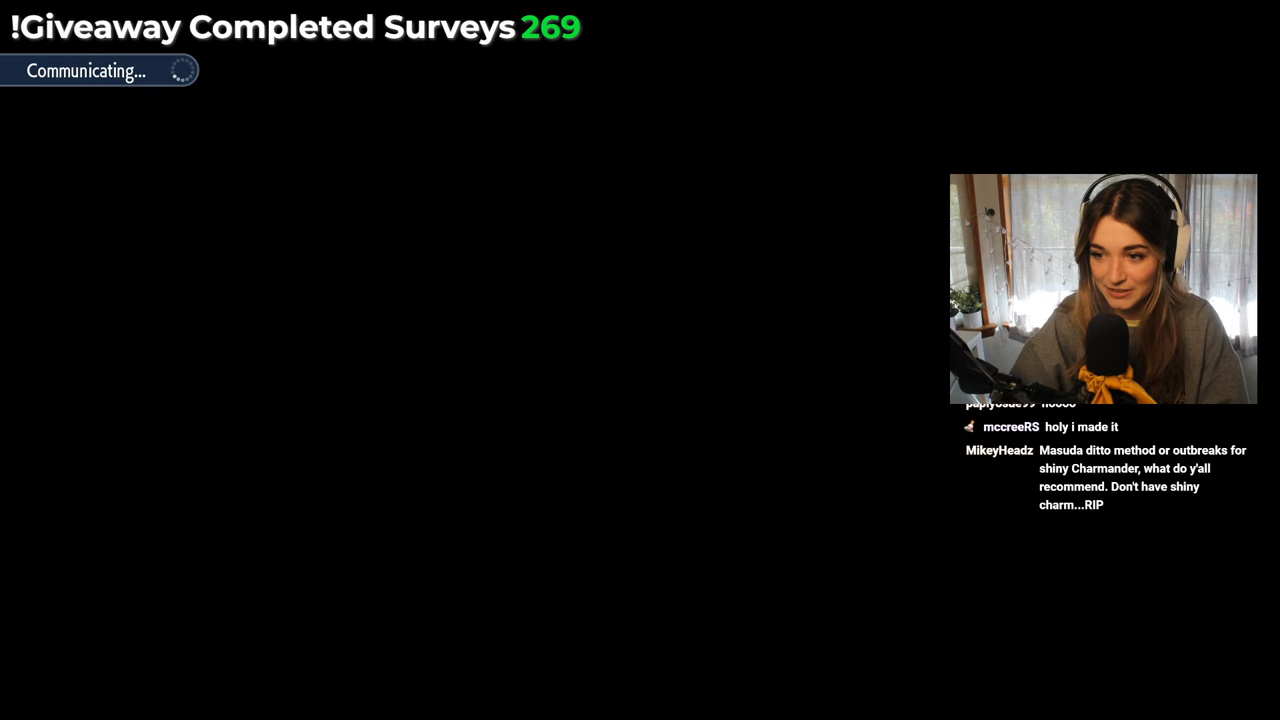 !Giveaway Completed Surveys 269
Communicating...
mccreeRS holy i made it
MikeyHeadz Masuda ditto method or outbreaks for
shiny Charmander, what do y'all
recommend. Don't have shiny
charm...RIP